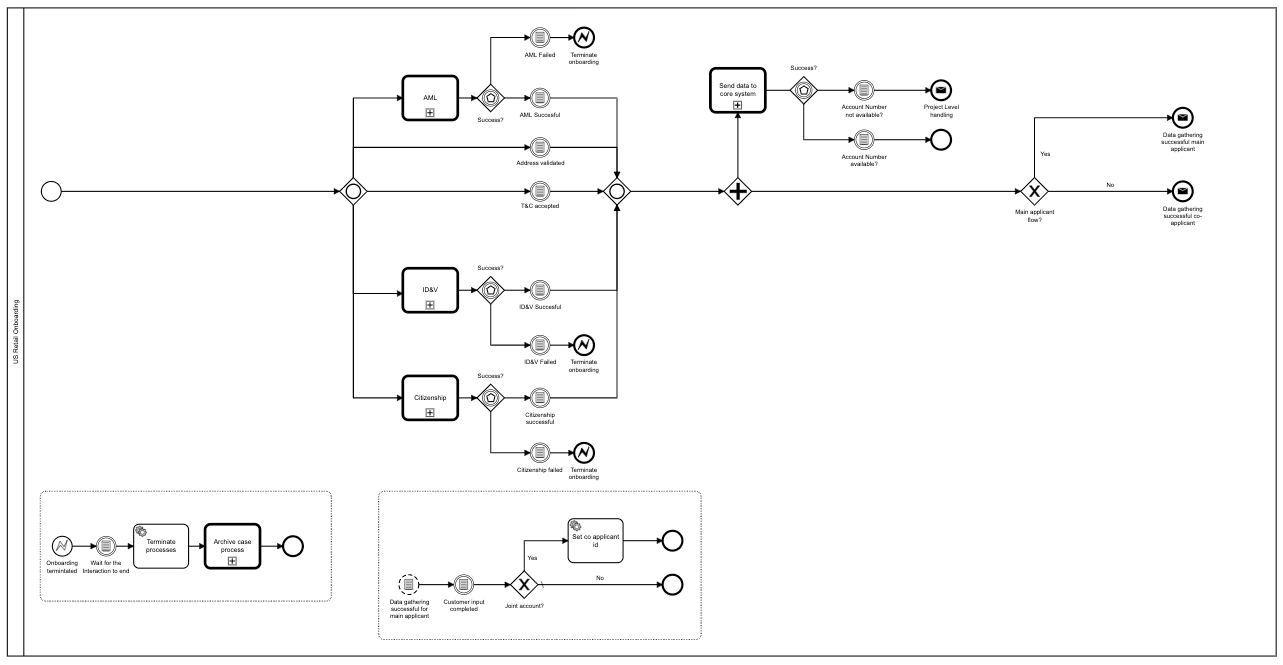 US Retail Onboarding
AML Failed
Terminate
onboarding
AML
Success?
AML Succesful
Address validated
T&C accepted
Success?
ID&V
ID&V Succesful
ID&V Failed
Terminate
onboarding
Success?
Citizenship
Citizenship
successful
Citizenship failed
Terminate
onboarding
Send data to
core system
Success?
Account Number
not available?
Project Level
handling
Account Number
available?
Main applicant
flow?
Yes
No
Data gathering
successful main
applicant
Data gathering
successful co-
applicant
Onboarding
termintated
Wait for the
Interaction to end
Terminate
processes
Archive case
process
Data gathering
successful for
main applicant
Customer input
completed
Joint account?
Yes
Set co applicant
id
No